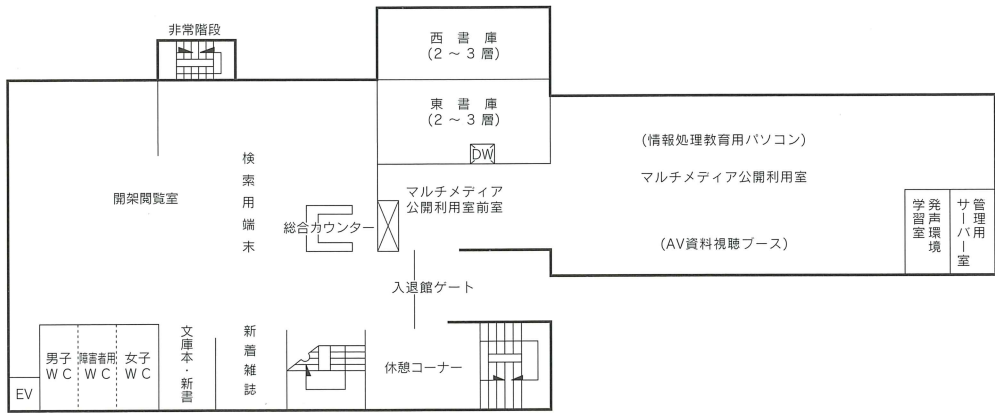 非常階段
西書庫
(2～3層)
東書庫
(2～3層)
DW
(情報処理教育用パソコン)
マルチメディア公開利用室
(AV資料視聴ブース)
発声環境
学習室
管理用
サーバー室
マルチメディア
公開利用室前室
検索用端末
開架閲覧室
総合カウンター
入退館ゲート
男子
WC
障害者用
WC
女子
WC
文庫本・新書
新着雑誌
休憩コーナー
EV